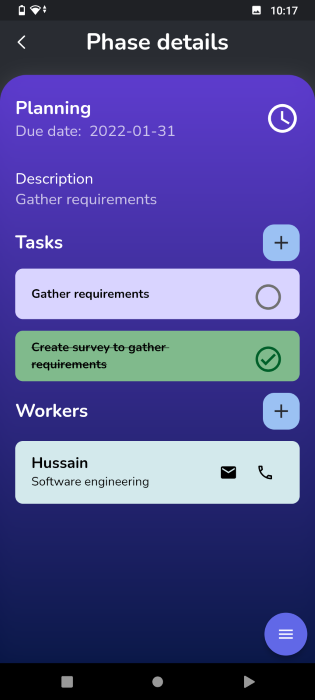 10:17
Phase details
Planning
Due date: 2022-01-31
Description
Gather requirements
Tasks
Gather requirements
Create survey to gather
requirements
Workers
Hussain
Software engineering